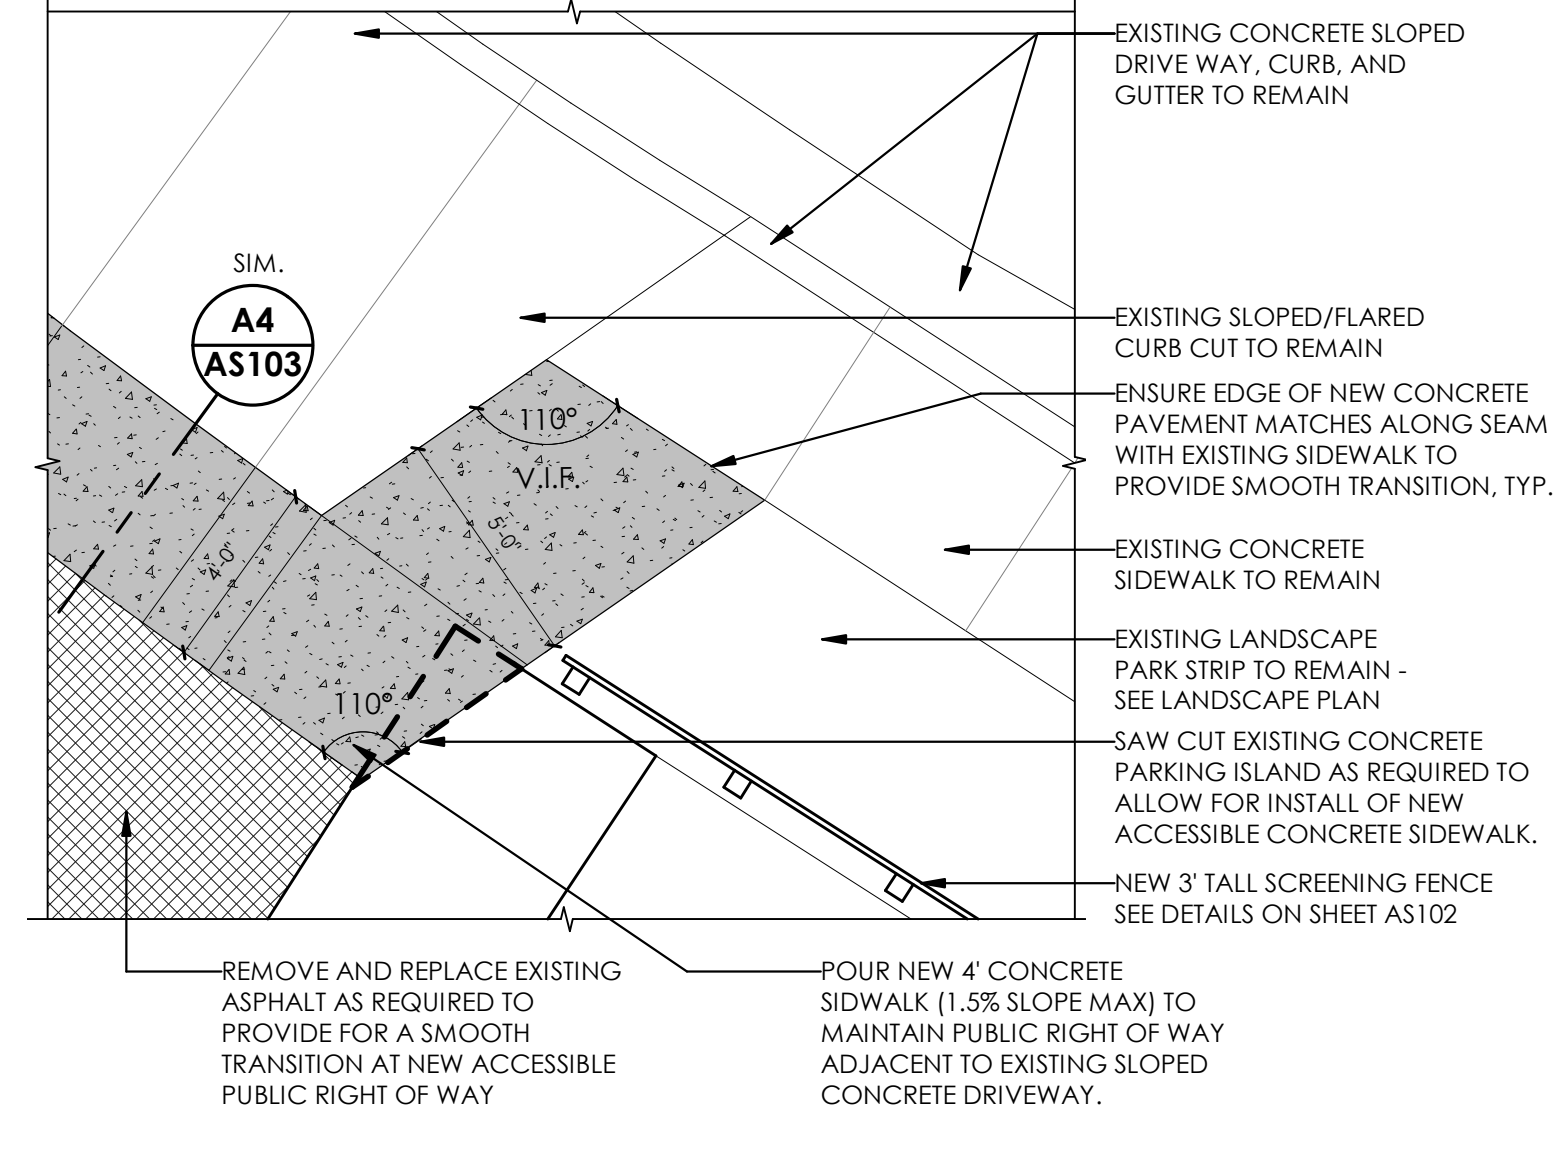 EXISTING CONCRETE SLOPED
DRIVE WAY, CURB, AND
GUTTER TO REMAIN
SIM.
A4
AS103
EXISTING SLOPED/FLARED
CURB CUT TO REMAIN
ENSURE EDGE OF NEW CONCRETE
PAVEMENT MATCHES ALONG SEAM
WITH EXISTING SIDEWALK TO
PROVIDE SMOOTH TRANSITION, TYP.
110°
V.I.F.
5'-0"
4'-0"
EXISTING CONCRETE
SIDEWALK TO REMAIN
EXISTING LANDSCAPE
PARK STRIP TO REMAIN -
SEE LANDSCAPE PLAN
110°
SAW CUT EXISTING CONCRETE
PARKING ISLAND AS REQUIRED TO
ALLOW FOR INSTALL OF NEW
ACCESSIBLE CONCRETE SIDEWALK.
NEW 3' TALL SCREENING FENCE
SEE DETAILS ON SHEET AS102
REMOVE AND REPLACE EXISTING
ASPHALT AS REQUIRED TO
PROVIDE FOR A SMOOTH
TRANSITION AT NEW ACCESSIBLE
PUBLIC RIGHT OF WAY
POUR NEW 4' CONCRETE
SIDWALK (1.5% SLOPE MAX) TO
MAINTAIN PUBLIC RIGHT OF WAY
ADJACENT TO EXISTING SLOPED
CONCRETE DRIVEWAY.